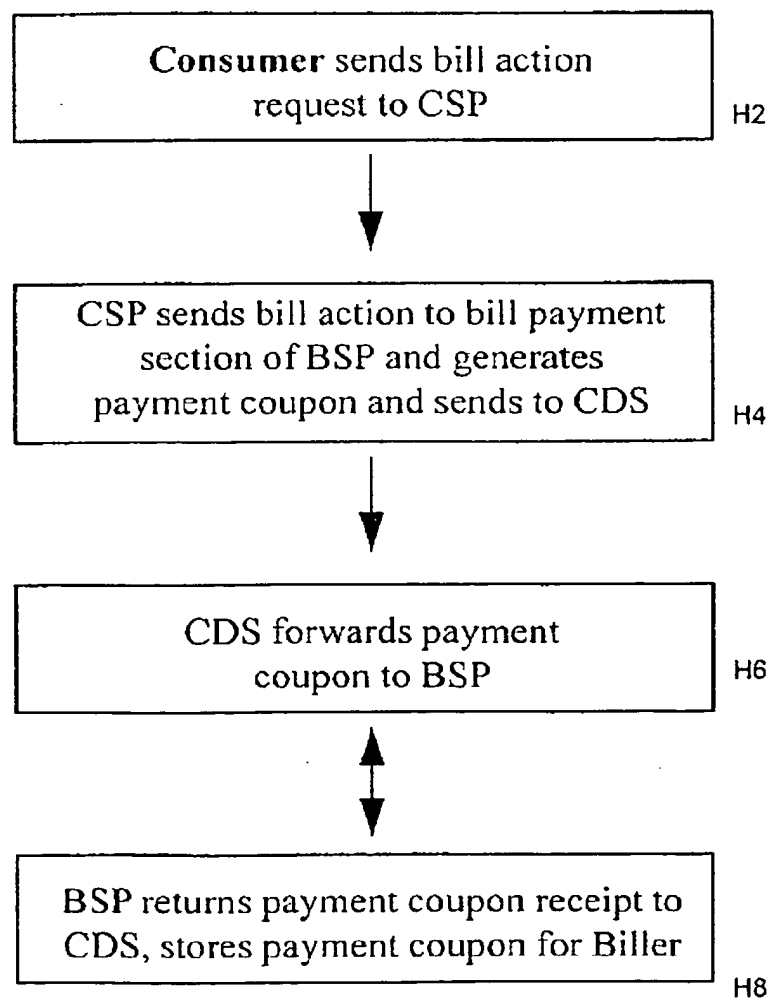 Consumer sends bill action
request to CSP
H2
CSP sends bill action to bill payment
section of BSP and generates
payment coupon and sends to CDS
H4
CDS forwards payment
coupon to BSP
H6
BSP returns payment coupon receipt to
CDS, stores payment coupon for Biller
H8